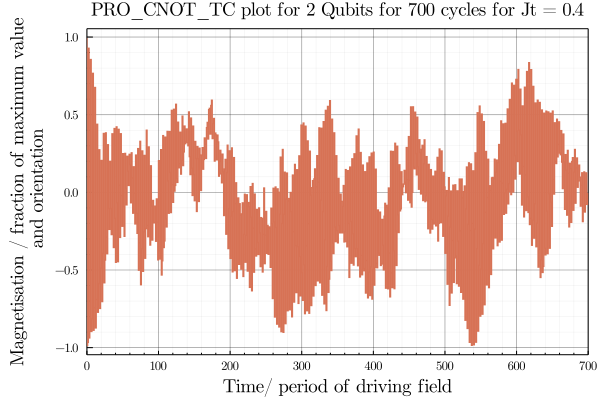 PRO_CNOT_TC plot for 2 Qubits for 700 cycles for Jt = 0.4
Magnetisation / fraction of maximum value
and orientation
1.0
0.5
0.0
−0.5
−1.0
0 100 200 300 400 500 600 700
Time/ period of driving field